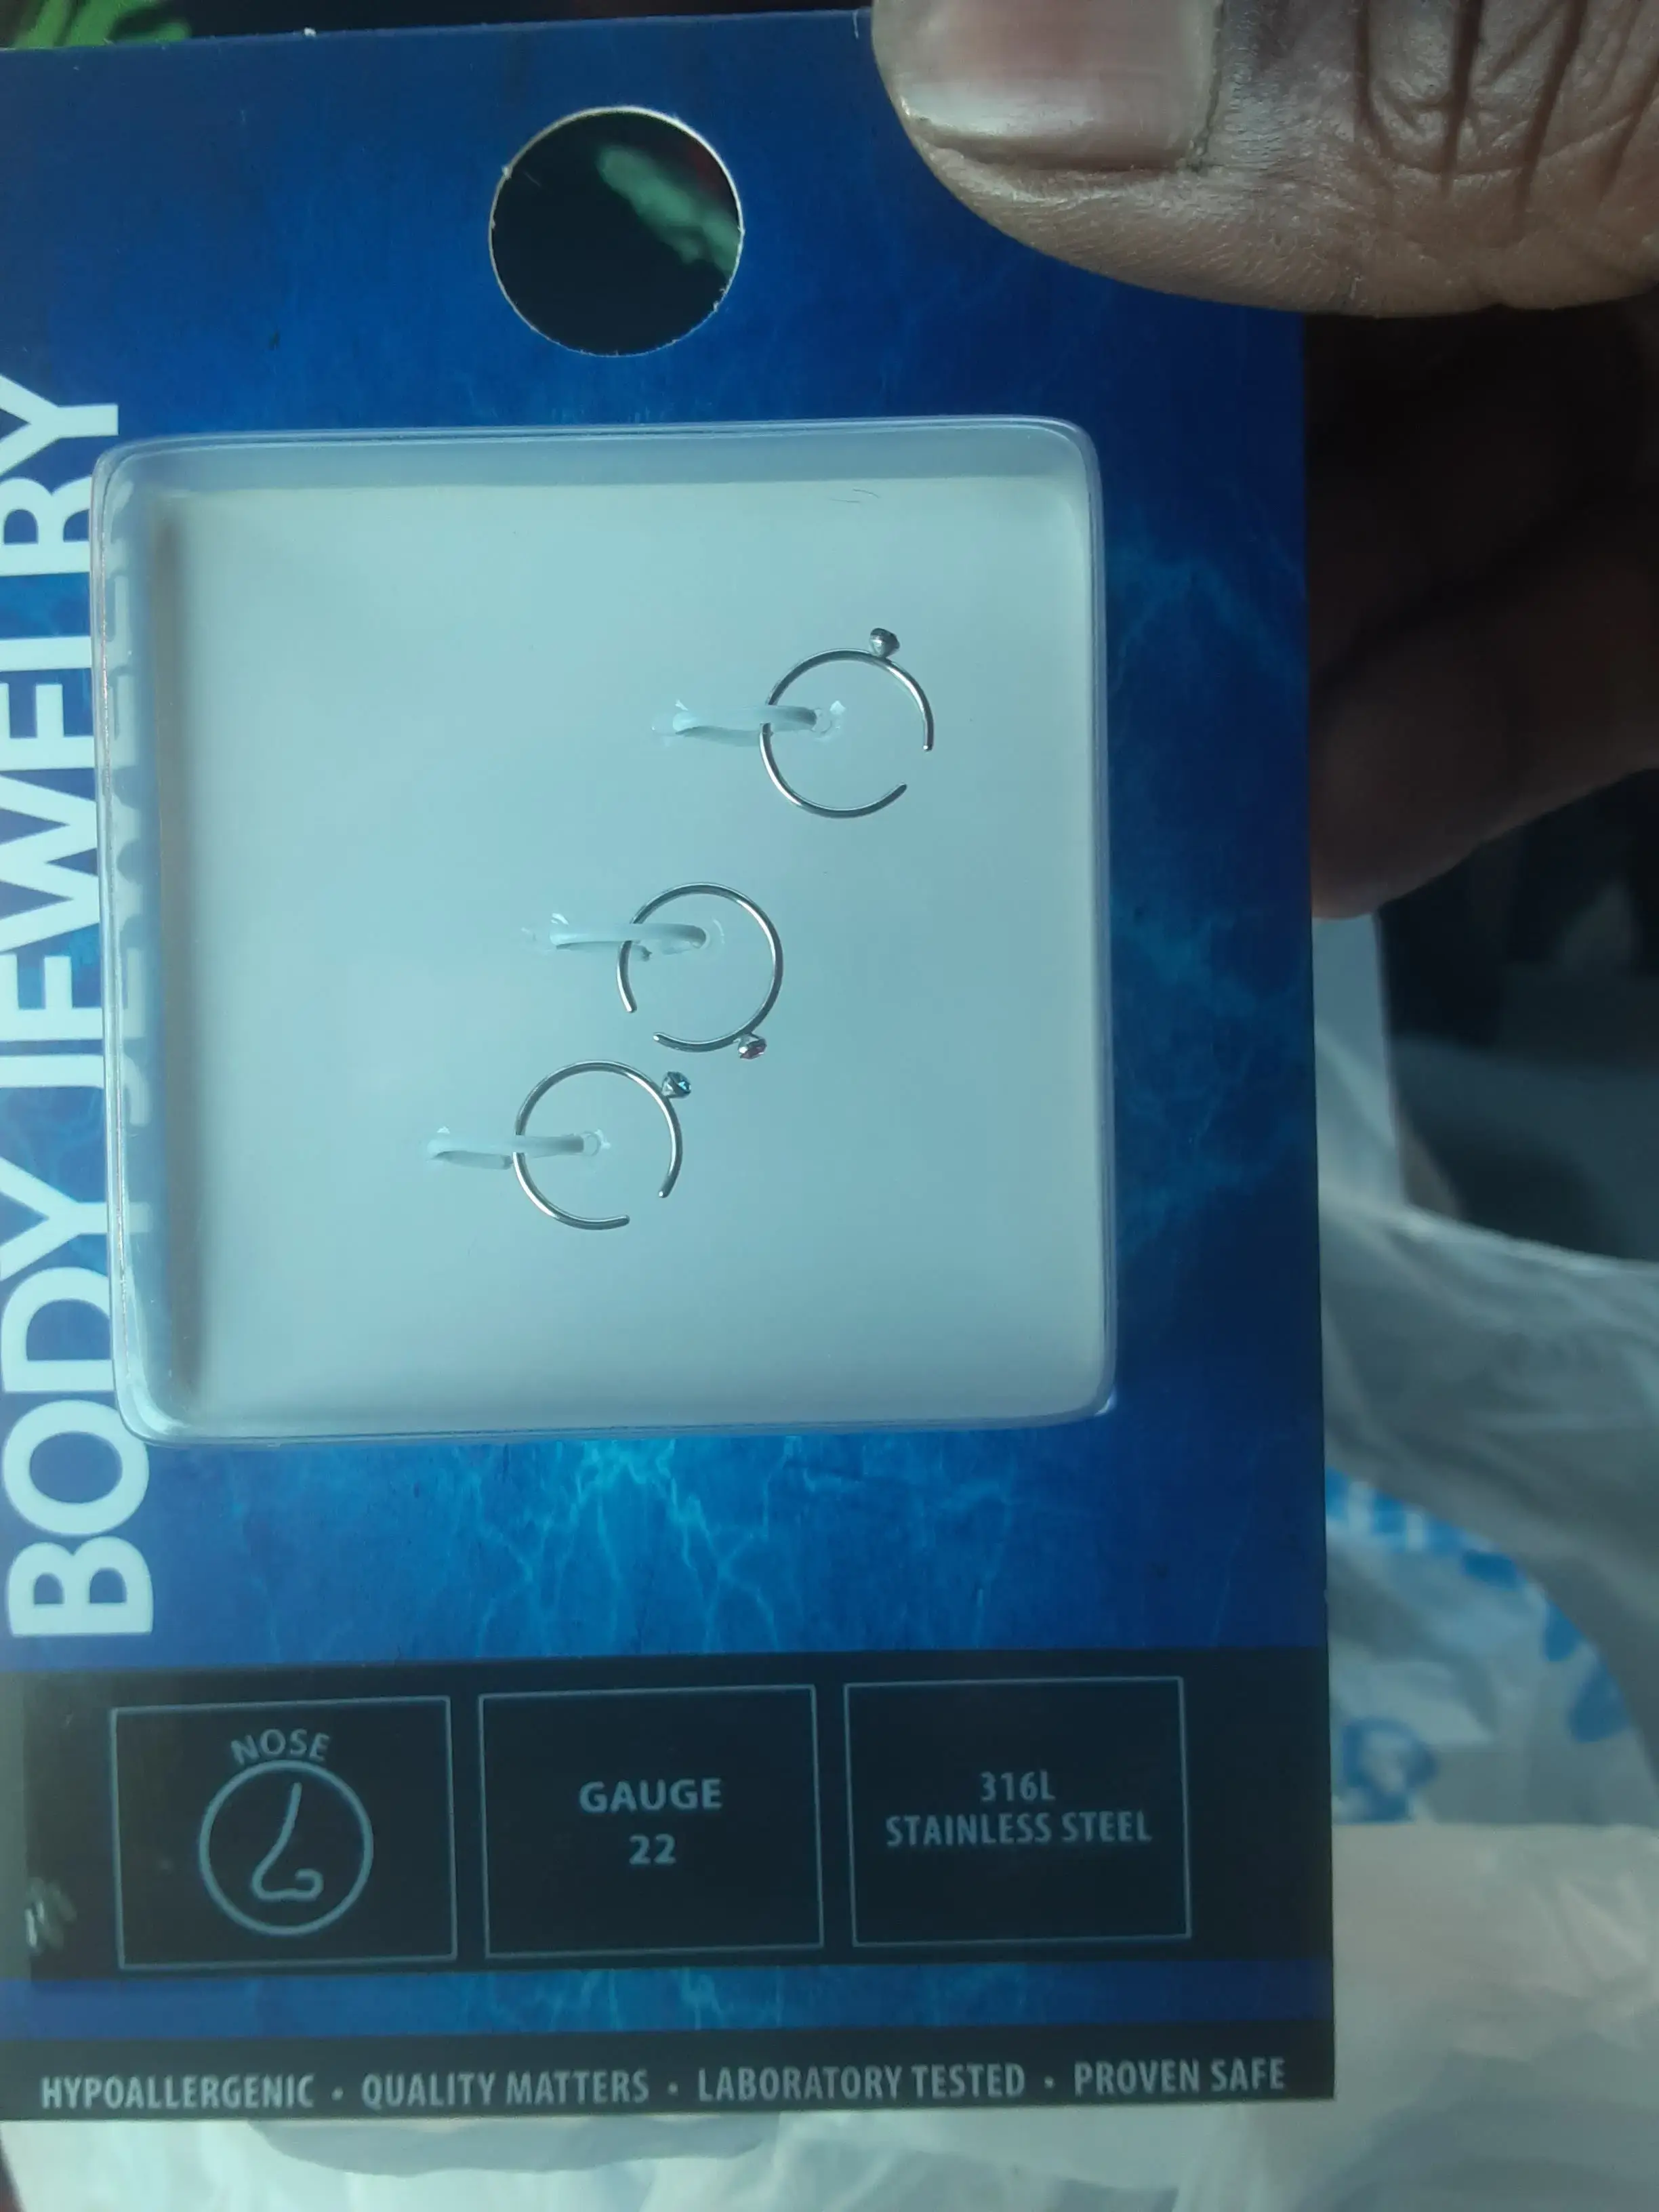 BODY JEWELRY
NOSE
GAUGE
22
316L
STAINLESS STEEL
HYPOALLERGENIC • QUALITY MATTERS • LABORATORY TESTED • PROVEN SAFE